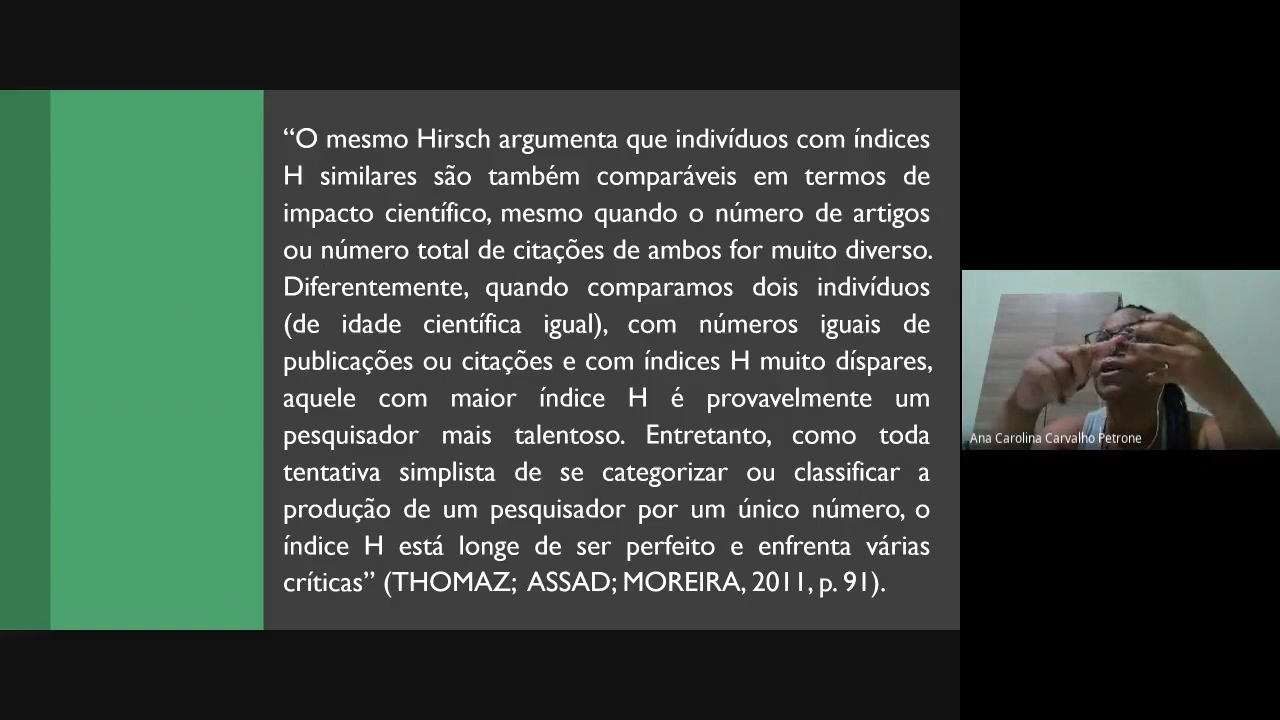 “O mesmo Hirsch argumenta que indivíduos com índices
H similares são também comparáveis em termos de
impacto científico, mesmo quando o número de artigos
ou número total de citações de ambos for muito diverso.
Diferentemente, quando comparamos dois indivíduos
(de idade científica igual), com números iguais de
publicações ou citações e com índices H muito díspares,
aquele com maior índice H é provavelmente um
pesquisador mais talentoso. Entretanto, como toda
tentativa simplista de se categorizar ou classificar a
produção de um pesquisador por um único número, o
índice H está longe de ser perfeito e enfrenta várias
críticas” (THOMAZ; ASSAD; MOREIRA, 2011, p. 91).
Ana Carolina Carvalho Petrone